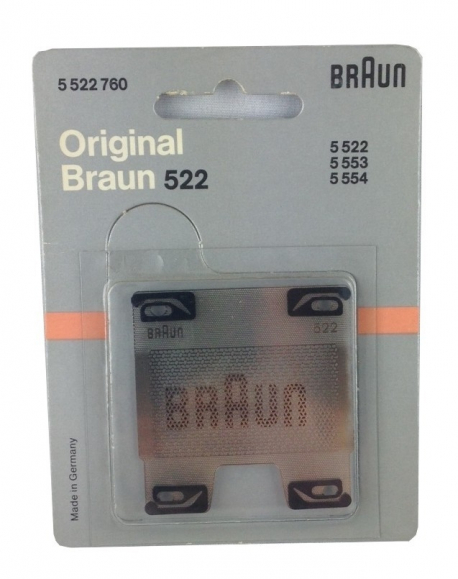 5 522 760
BRAUN
Original
Braun 522
5 522
5 553
5 554
BRAUN
522
BRAUN
Made in Germany